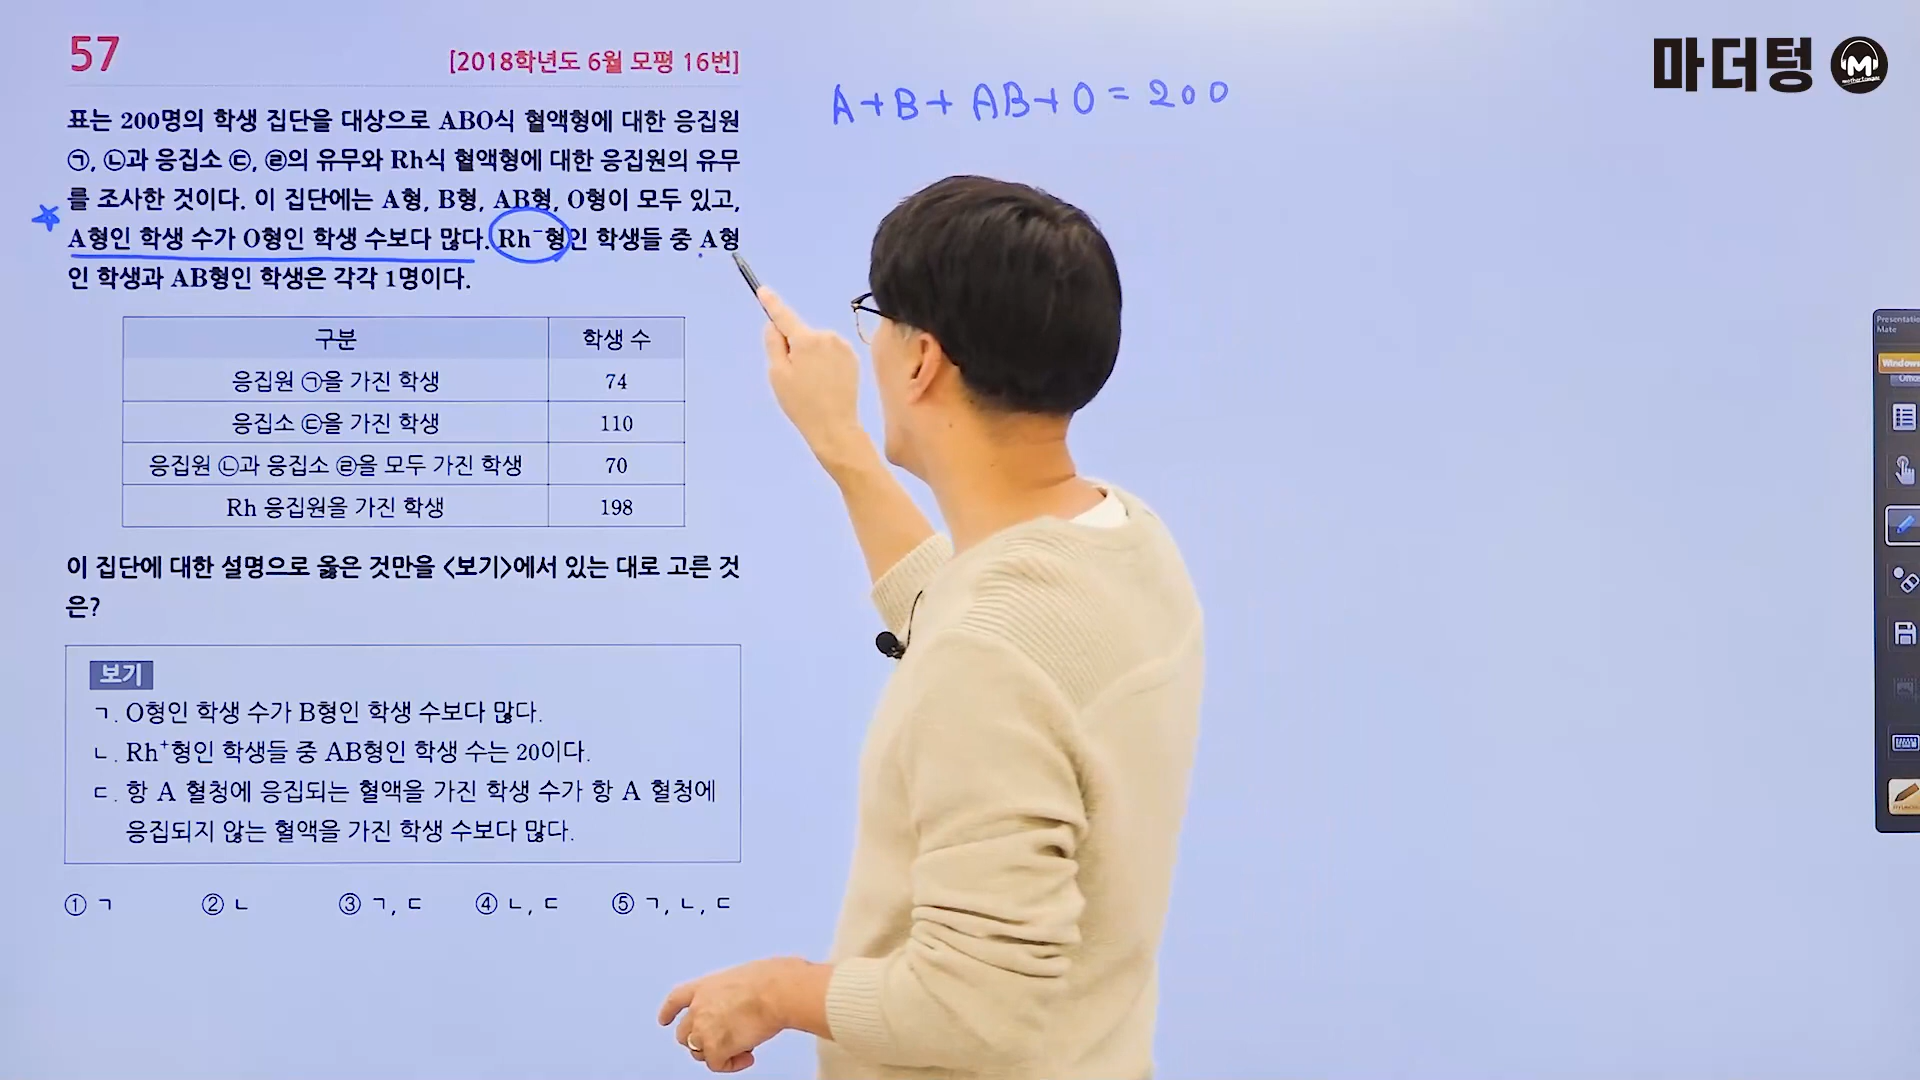 57
[2018학년도 6월 모평 16번]
표는 200명의 학생 집단을 대상으로 ABO식 혈액형에 대한 응집원
㉠, ㉡과 응집소 ㉢, ㉣의 유무와 Rh식 혈액형에 대한 응집원의 유무
를 조사한 것이다. 이 집단에는 A형, B형, AB형, O형이 모두 있고,
A형인 학생 수가 O형인 학생 수보다 많다. Rh⁻형인 학생들 중 A형
인 학생과 AB형인 학생은 각각 1명이다.
구분 학생 수
응집원 ㉠을 가진 학생 74
응집소 ㉢을 가진 학생 110
응집원 ㉡과 응집소 ㉣을 모두 가진 학생 70
Rh 응집원을 가진 학생 198
이 집단에 대한 설명으로 옳은 것만을 <보기>에서 있는 대로 고른 것
은?
보기
ㄱ. O형인 학생 수가 B형인 학생 수보다 많다.
ㄴ. Rh⁺형인 학생들 중 AB형인 학생 수는 20이다.
ㄷ. 항 A 혈청에 응집되는 혈액을 가진 학생 수가 항 A 혈청에
응집되지 않는 혈액을 가진 학생 수보다 많다.
① ㄱ ② ㄴ ③ ㄱ, ㄷ ④ ㄴ, ㄷ ⑤ ㄱ, ㄴ, ㄷ
A+B+AB+O=200
마더텅 M
Presentation
Mate
Windows